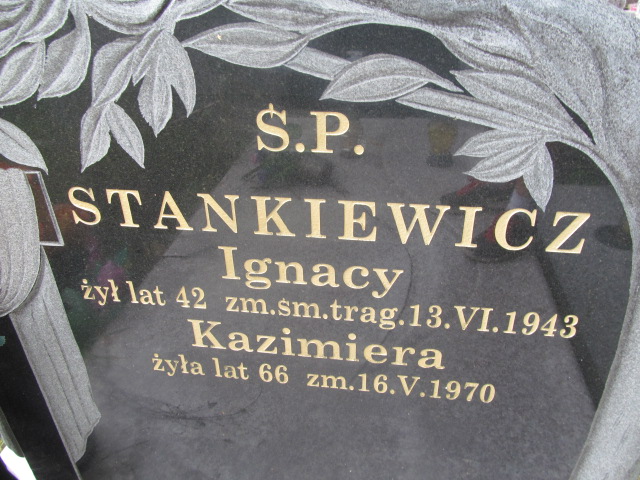 Ś.P.
STANKIEWICZ
Ignacy
żył lat 42 zm.śm.trag.13.VI.1943
Kazimiera
żyła lat 66 zm.16.V.1970